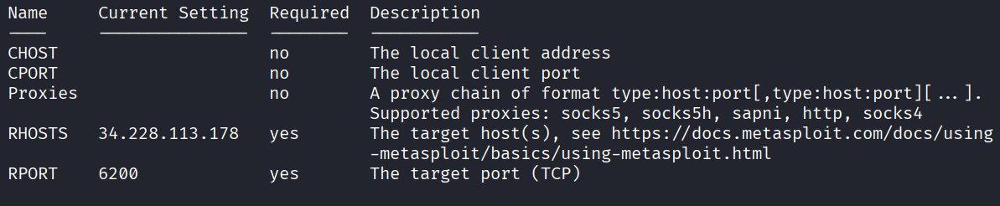 Name Current Setting Required Description
---- --------------- -------- -----------
CHOST no The local client address
CPORT no The local client port
Proxies no A proxy chain of format type:host:port[,type:host:port][...].
Supported proxies: socks5, socks5h, sapni, http, socks4
RHOSTS 34.228.113.178 yes The target host(s), see https://docs.metasploit.com/docs/using
-metasploit/basics/using-metasploit.html
RPORT 6200 yes The target port (TCP)